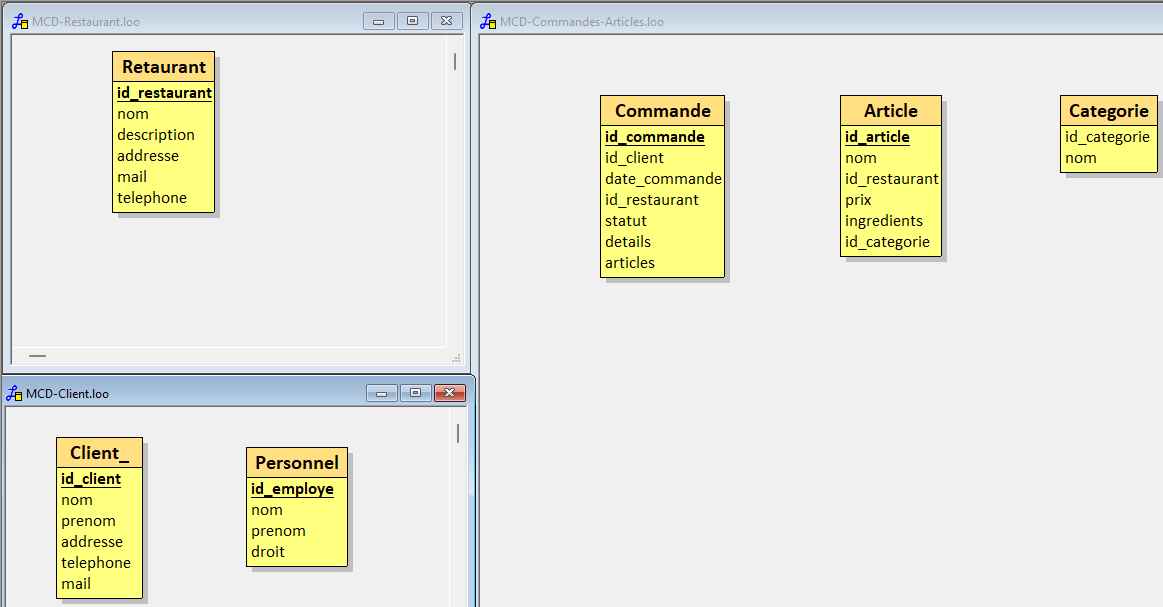 MCD-Restaurant.loo
Retaurant
id_restaurant
nom
description
addresse
mail
telephone
MCD-Commandes-Articles.loo
Commande
id_commande
id_client
date_commande
id_restaurant
statut
details
articles
Article
id_article
nom
id_restaurant
prix
ingredients
id_categorie
Categorie
id_categorie
nom
MCD-Client.loo
Client_
id_client
nom
prenom
addresse
telephone
mail
Personnel
id_employe
nom
prenom
droit